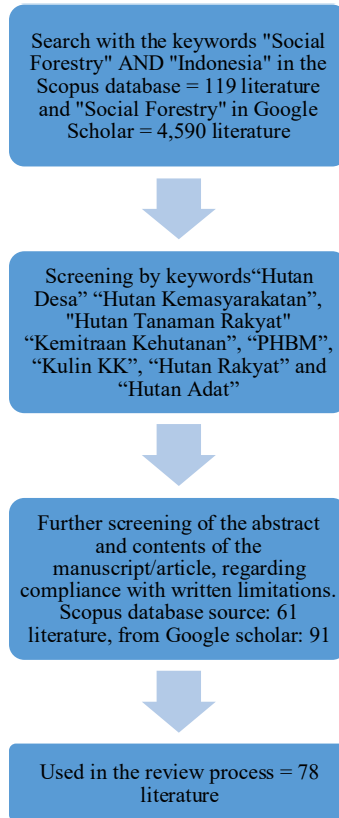 Search with the keywords "Social
Forestry" AND "Indonesia" in the
Scopus database = 119 literature
and "Social Forestry" in Google
Scholar = 4,590 literature
Screening by keywords“Hutan
Desa” “Hutan Kemasyarakatan”,
"Hutan Tanaman Rakyat"
“Kemitraan Kehutanan”, “PHBM”,
“Kulin KK”, “Hutan Rakyat” and
“Hutan Adat”
Further screening of the abstract
and contents of the
manuscript/article, regarding
compliance with written limitations.
Scopus database source: 61
literature, from Google scholar: 91
Used in the review process = 78
literature